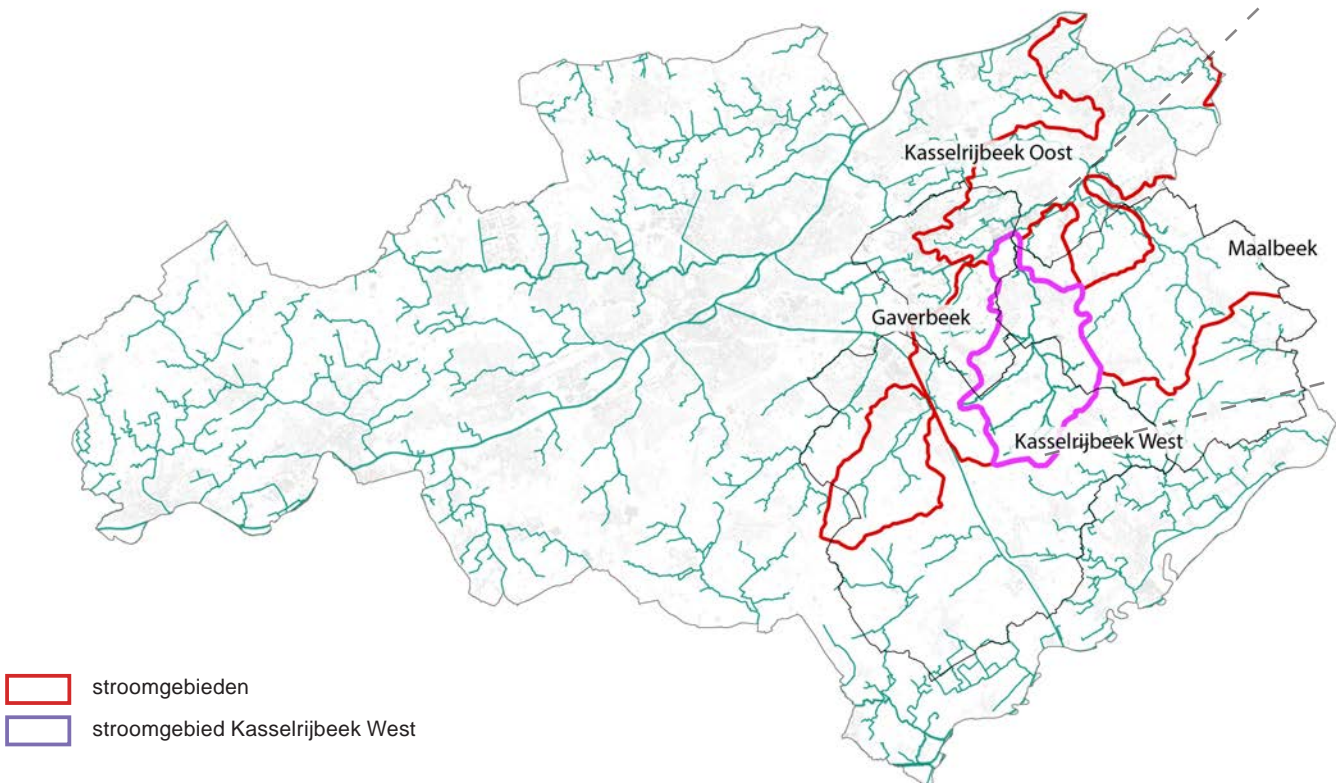 Kasselrijbeek Oost
Maalbeek
Gaverbeek
Kasselrijbeek West
stroomgebieden
stroomgebied Kasselrijbeek West